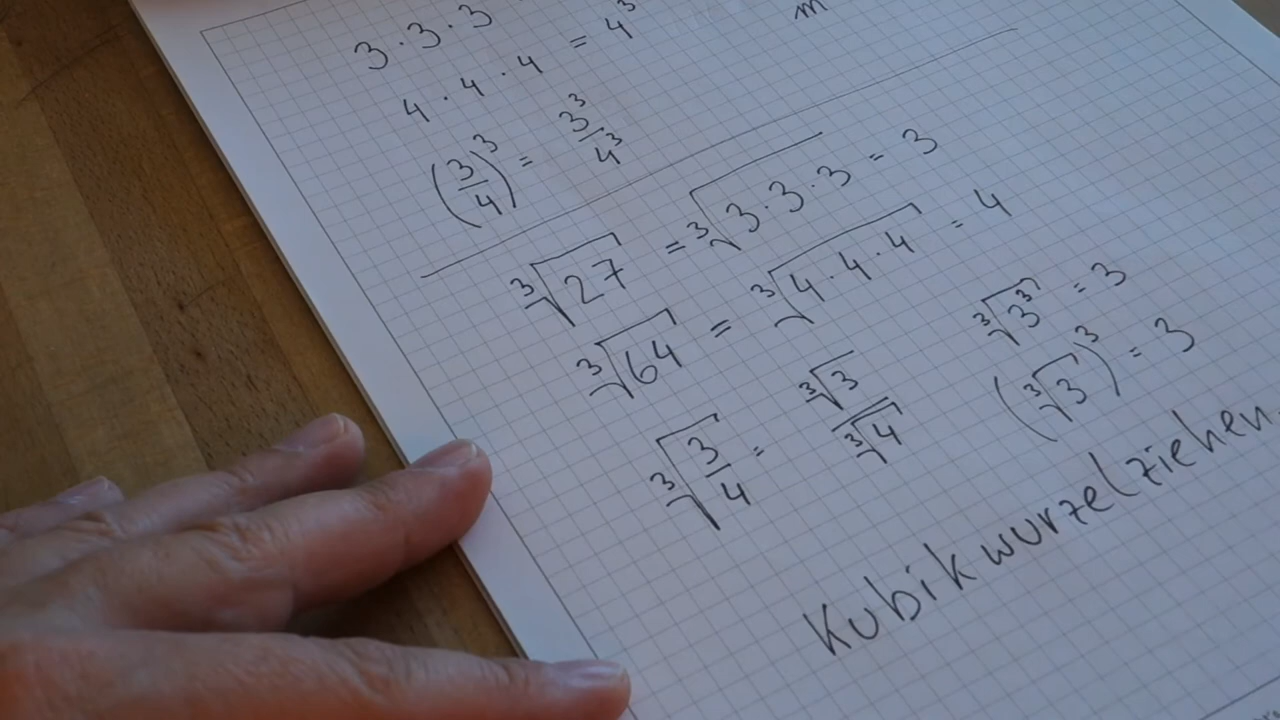 3 · 3 · 3
4 · 4 · 4 = 4³
m
(3/4)³ = 3³/4³
∛27 = ∛(3 · 3 · 3) = 3
∛64 = ∛(4 · 4 · 4) = 4
∛(3/4) = ∛3/∛4
∛(3³) = 3
(∛3)³ = 3
Kubikwurzelziehen